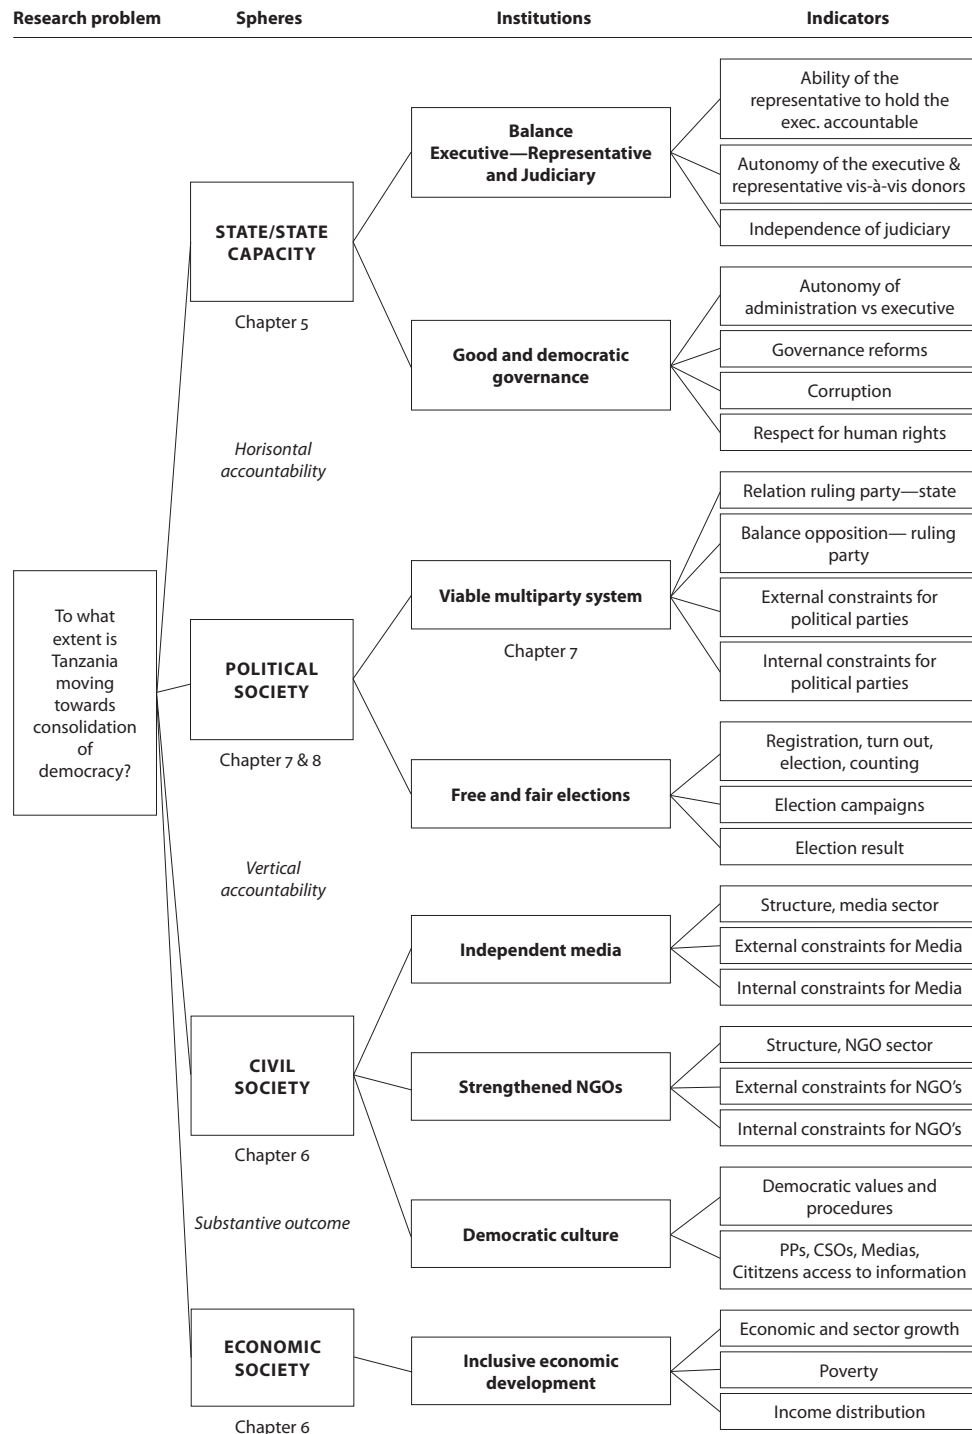 Research problem
Spheres
Institutions
Indicators
To what
extent is
Tanzania
moving
towards
consolidation
of
democracy?
STATE/STATE
CAPACITY
Chapter 5
Horisontal
accountability
POLITICAL
SOCIETY
Chapter 7 & 8
Vertical
accountability
CIVIL
SOCIETY
Chapter 6
Substantive outcome
ECONOMIC
SOCIETY
Chapter 6
Balance
Executive—Representative
and Judiciary
Good and democratic
governance
Viable multiparty system
Chapter 7
Free and fair elections
Independent media
Strengthened NGOs
Democratic culture
Inclusive economic
development
Ability of the
representative to hold the
exec. accountable
Autonomy of the executive &
representative vis-à-vis donors
Independence of judiciary
Autonomy of
administration vs executive
Governance reforms
Corruption
Respect for human rights
Relation ruling party—state
Balance opposition— ruling
party
External constraints for
political parties
Internal constraints for
political parties
Registration, turn out,
election, counting
Election campaigns
Election result
Structure, media sector
External constraints for Media
Internal constraints for Media
Structure, NGO sector
External constraints for NGO's
Internal constraints for NGO's
Democratic values and
procedures
PPs, CSOs, Medias,
Cititzens access to information
Economic and sector growth
Poverty
Income distribution